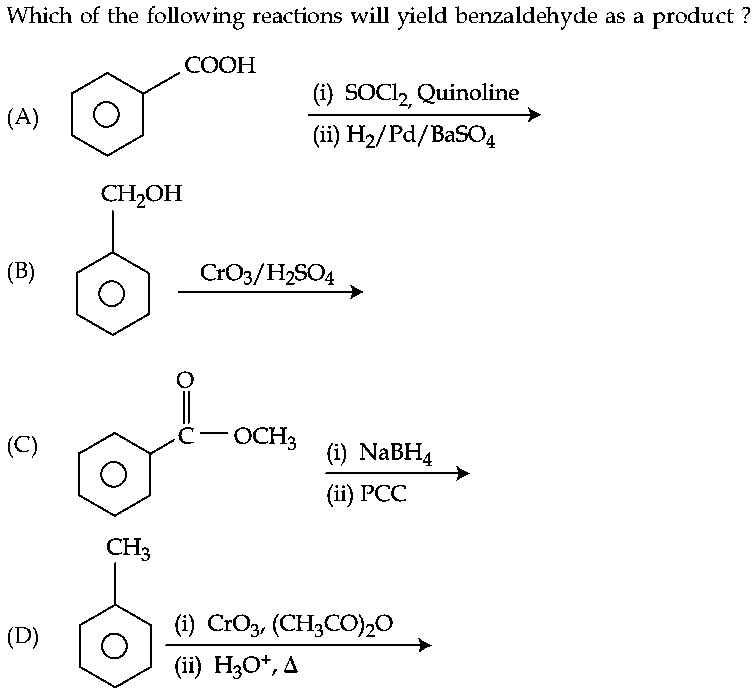 Which of the following reactions will yield benzaldehyde as a product ?
(A)
COOH
(i) SOCl₂, Quinoline
(ii) H₂/Pd/BaSO₄
(B)
CH₂OH
CrO₃/H₂SO₄
(C)
O
C — OCH₃
(i) NaBH₄
(ii) PCC
(D)
CH₃
(i) CrO₃, (CH₃CO)₂O
(ii) H₃O⁺, Δ